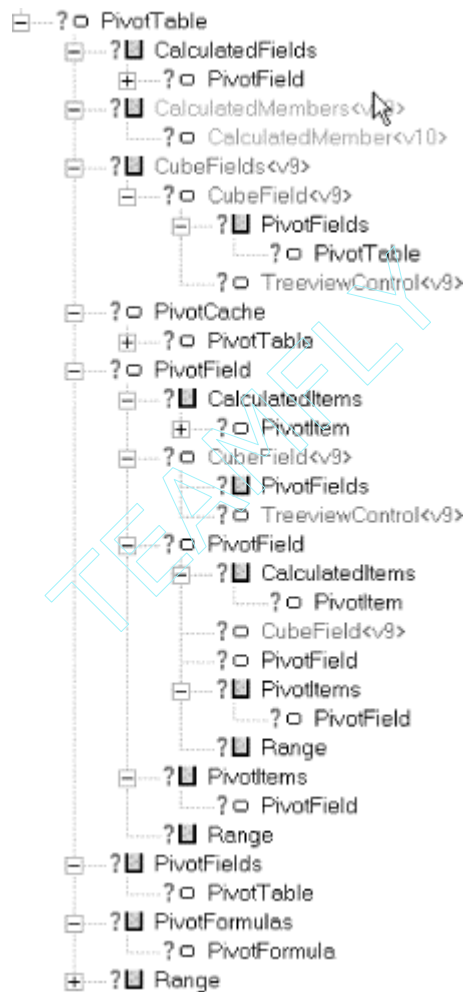 ? PivotTable
? CalculatedFields
? PivotField
? CalculatedMembers<v
? CalculatedMember<v10>
? CubeFields<v9>
? CubeField<v9>
? PivotFields
? PivotTable
? TreeviewControl<v9>
? PivotCache
? PivotTable
? PivotField
? CalculatedItems
? PivotItem
? CubeField<v9>
? PivotFields
? TreeviewControl<v9>
? PivotField
? CalculatedItems
? PivotItem
? CubeField<v9>
? PivotField
? PivotItems
? PivotField
? Range
? PivotItems
? PivotField
? Range
? PivotFields
? PivotTable
? PivotFormulas
? PivotFormula
? Range
TEAMFLY